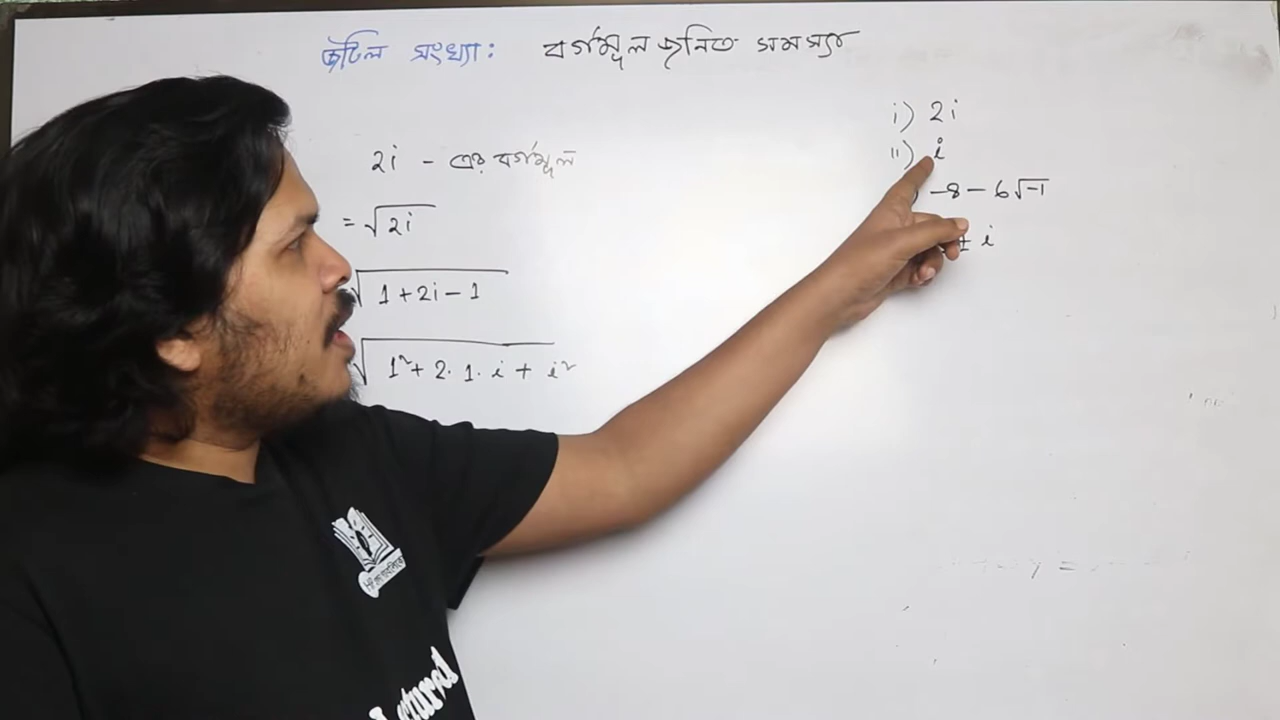 জটিল সংখ্যা: বর্গমূল জনিত সমস্যা
2i - এর বর্গমূল
= √2i
√1 + 2i - 1
√1² + 2. 1. i + i²
i) 2i
ii) i
) -8 - 6√-1
± i